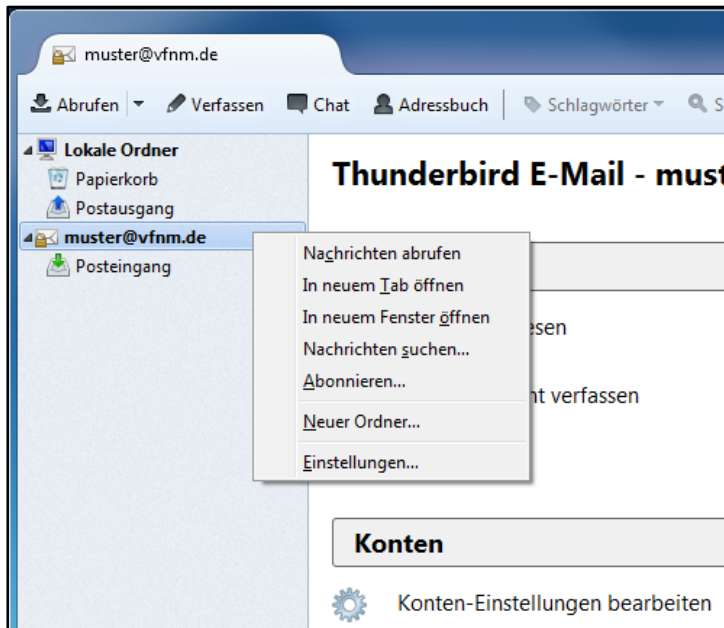 muster@vfnm.de
Abrufen Verfassen Chat Adressbuch Schlagwörter S
Lokale Ordner
Papierkorb
Postausgang
muster@vfnm.de
Posteingang
Thunderbird E-Mail - must
Nachrichten abrufen
In neuem Tab öffnen
In neuem Fenster öffnen
Nachrichten suchen...
Abonnieren...
Neuer Ordner...
Einstellungen...
esen
nt verfassen
Konten
Konten-Einstellungen bearbeiten